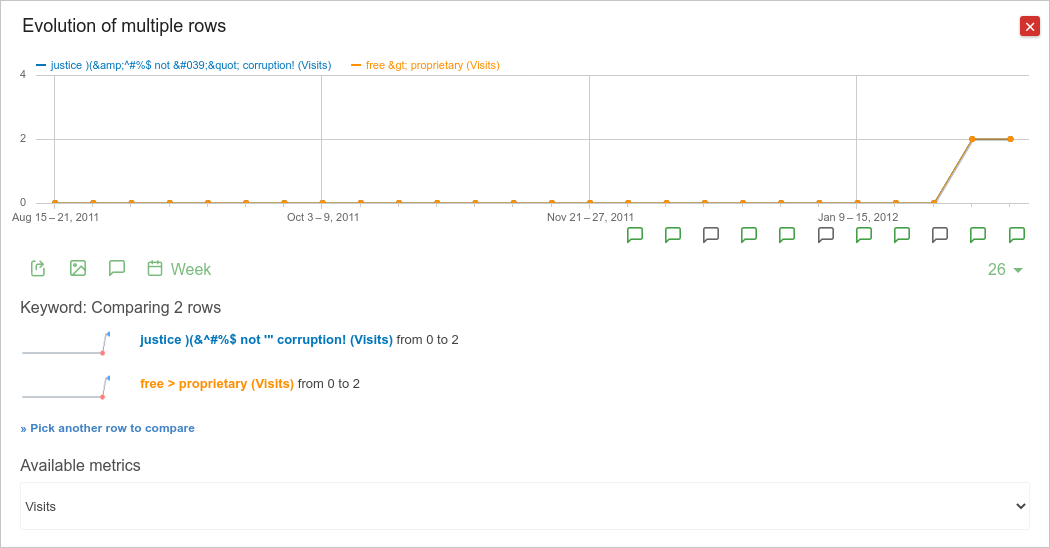 Evolution of multiple rows
justice )(&amp;^#%$ not &#039;&quot; corruption! (Visits) free &gt; proprietary (Visits)
4
2
0
Aug 15 – 21, 2011 Oct 3 – 9, 2011 Nov 21 – 27, 2011 Jan 9 – 15, 2012
Week 26
Keyword: Comparing 2 rows
justice )(&^#%$ not '" corruption! (Visits) from 0 to 2
free > proprietary (Visits) from 0 to 2
» Pick another row to compare
Available metrics
Visits